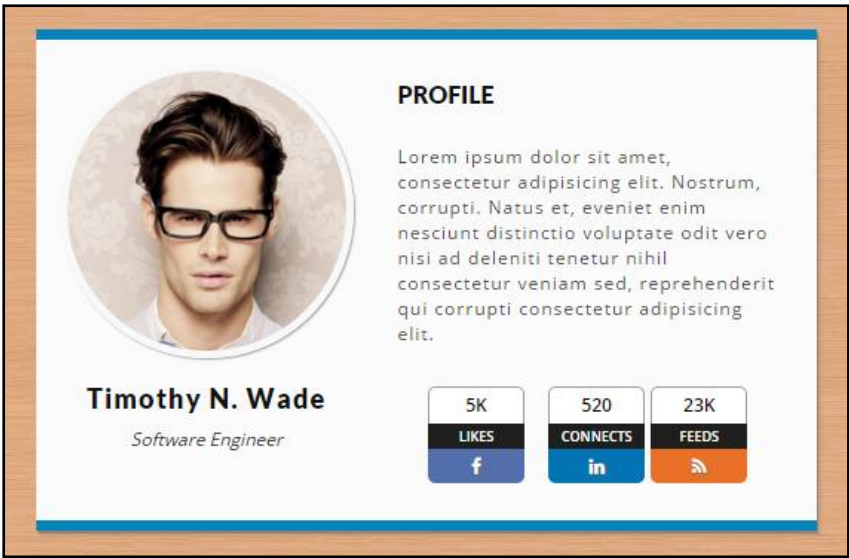 PROFILE
Lorem ipsum dolor sit amet,
consectetur adipisicing elit. Nostrum,
corrupti. Natus et, eveniet enim
nesciunt distinctio voluptate odit vero
nisi ad deleniti tenetur nihil
consectetur veniam sed, reprehenderit
qui corrupti consectetur adipisicing
elit.
Timothy N. Wade
Software Engineer
5K
LIKES
f
520
CONNECTS
in
23K
FEEDS